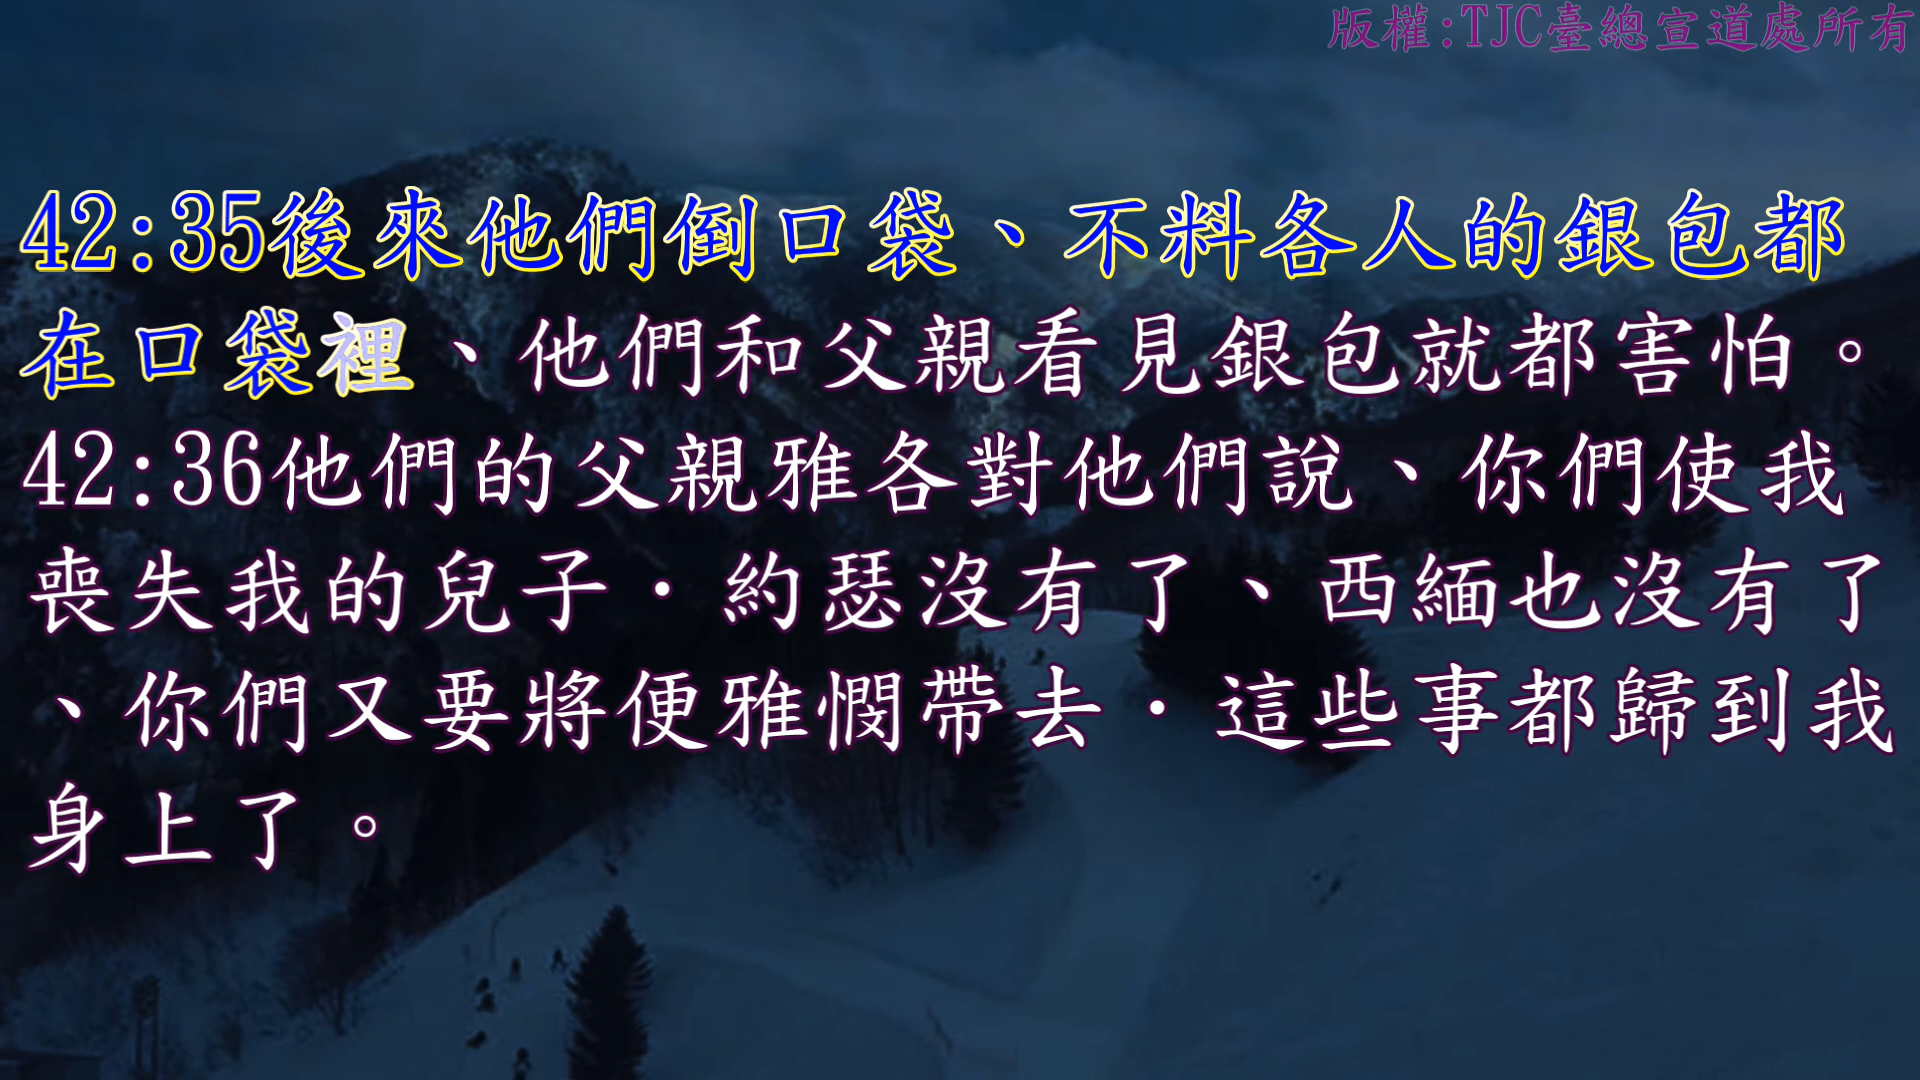 版權:TJC臺總宣道處所有
42:35後來他們倒口袋、不料各人的銀包都
在口袋裡、他們和父親看見銀包就都害怕。
42:36他們的父親雅各對他們說、你們使我
喪失我的兒子．約瑟沒有了、西緬也沒有了
、你們又要將便雅憫帶去．這些事都歸到我
身上了。